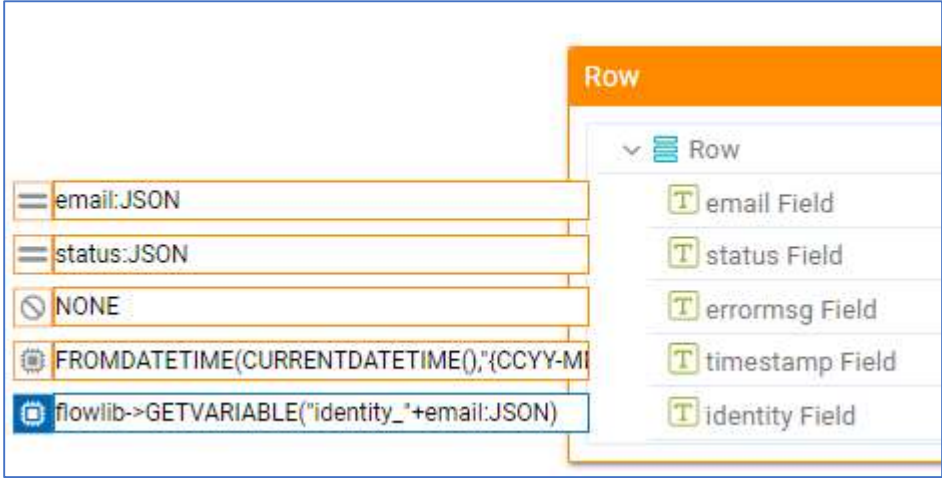 Row
Row
email:JSON
email Field
status:JSON
status Field
NONE
errormsg Field
FROMDATETIME(CURRENTDATETIME(),"{CCYY-MI
timestamp Field
flowlib->GETVARIABLE("identity_"+email:JSON)
identity Field